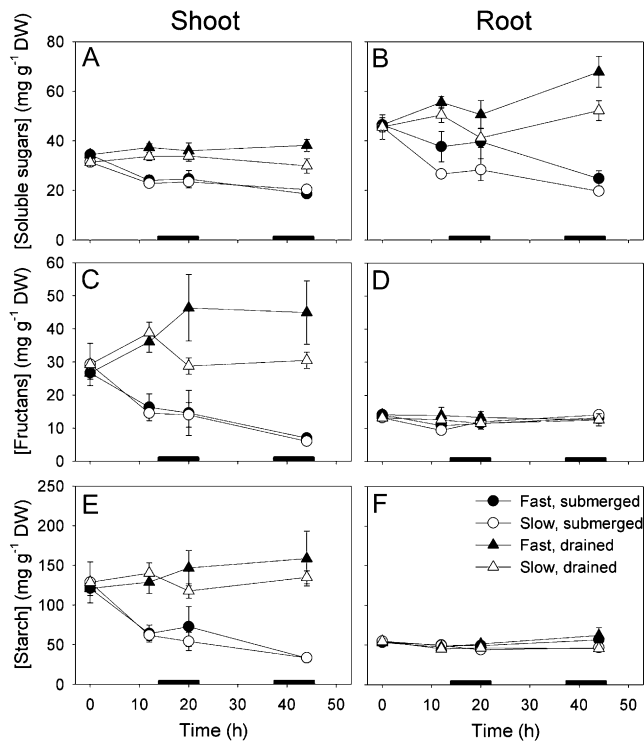 Shoot Root
[Soluble sugars] (mg g⁻¹ DW)
80
60
40
20
0
A
B
[Fructans] (mg g⁻¹ DW)
60
50
40
30
20
10
0
C
D
[Starch] (mg g⁻¹ DW)
250
200
150
100
50
0
E
F
Fast, submerged
Slow, submerged
Fast, drained
Slow, drained
0 10 20 30 40 50 0 10 20 30 40 50
Time (h) Time (h)